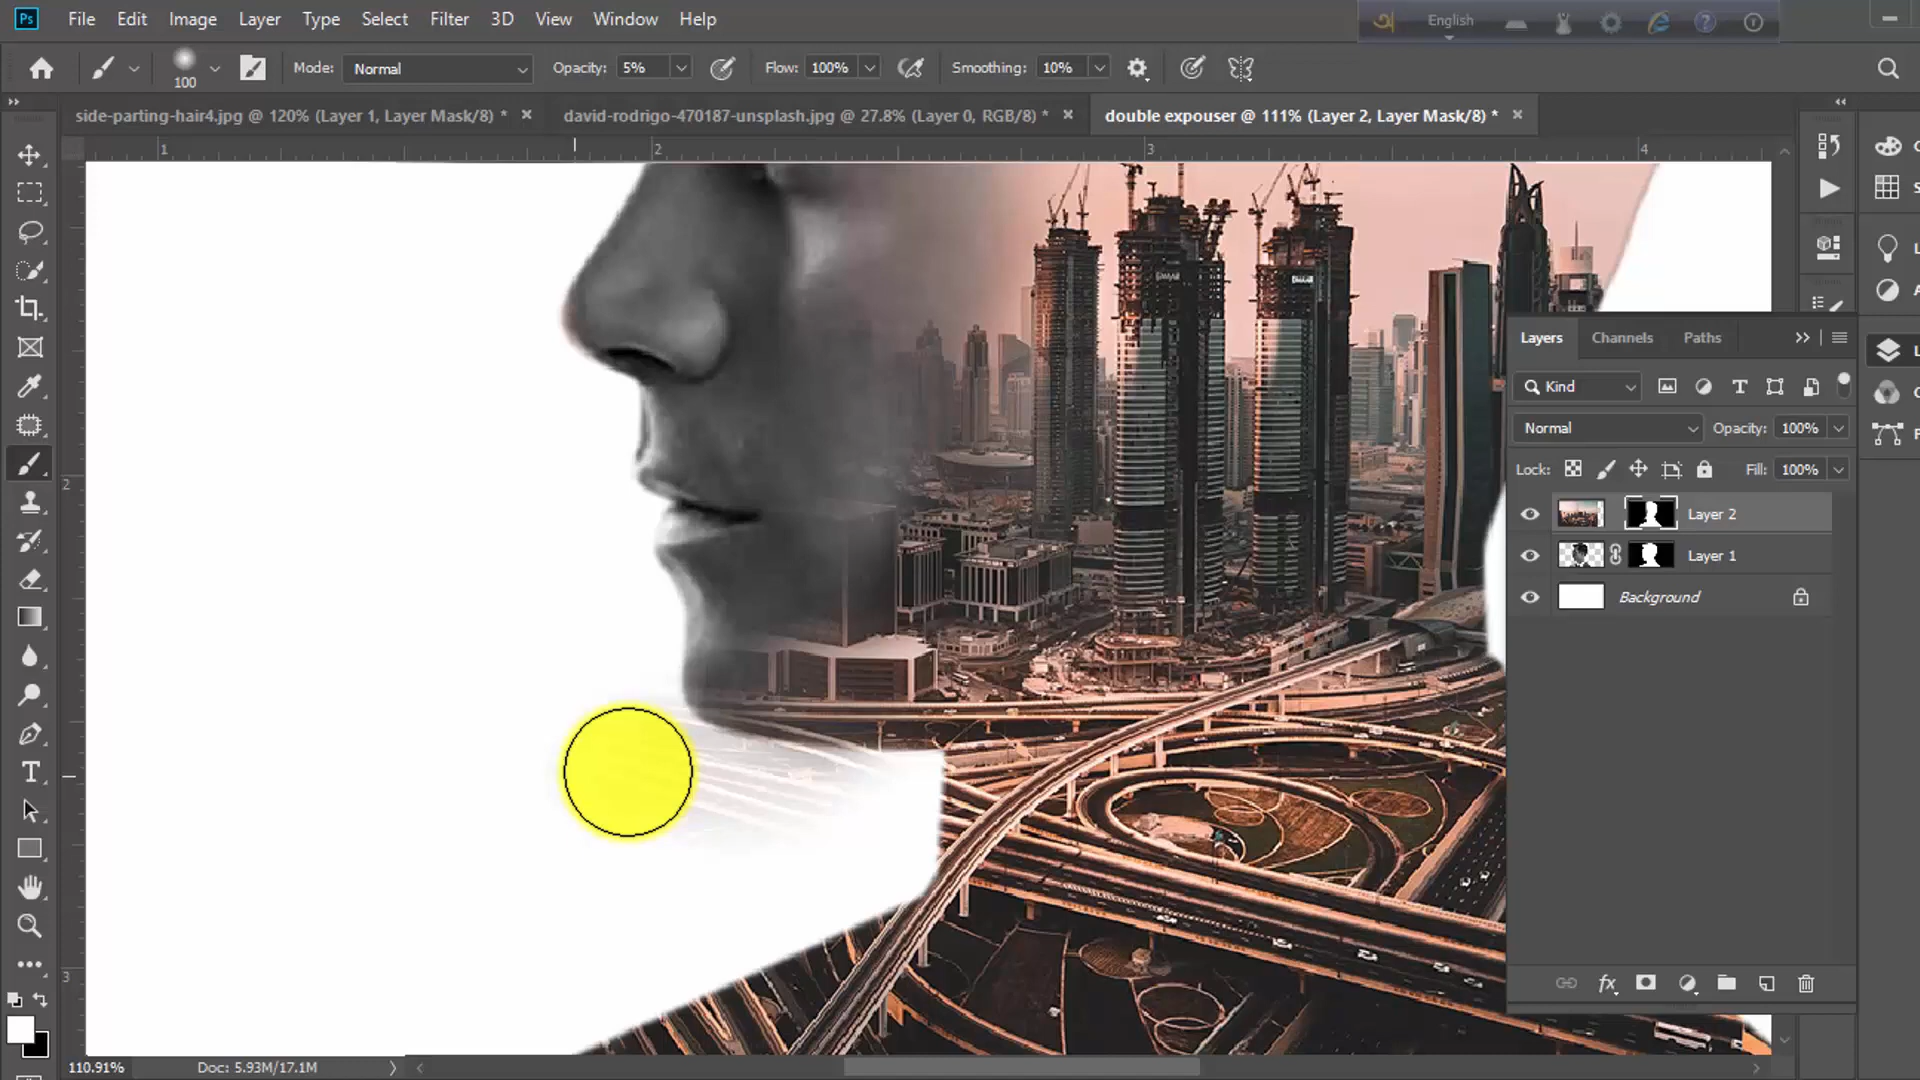 Ps File Edit Image Layer Type Select Filter 3D View Window Help English
100 Mode: Normal Opacity: 5% Flow: 100% Smoothing: 10%
side-parting-hair4.jpg @ 120% (Layer 1, Layer Mask/8) * david-rodrigo-470187-unsplash.jpg @ 27.8% (Layer 0, RGB/8) * double expouser @ 111% (Layer 2, Layer Mask/8) *
1 2 3 4
Layers Channels Paths
Kind
Normal Opacity: 100%
Lock: Fill: 100%
2
Layer 2
Layer 1
Background
fx
3
110.91% Doc: 5.93M/17.1M